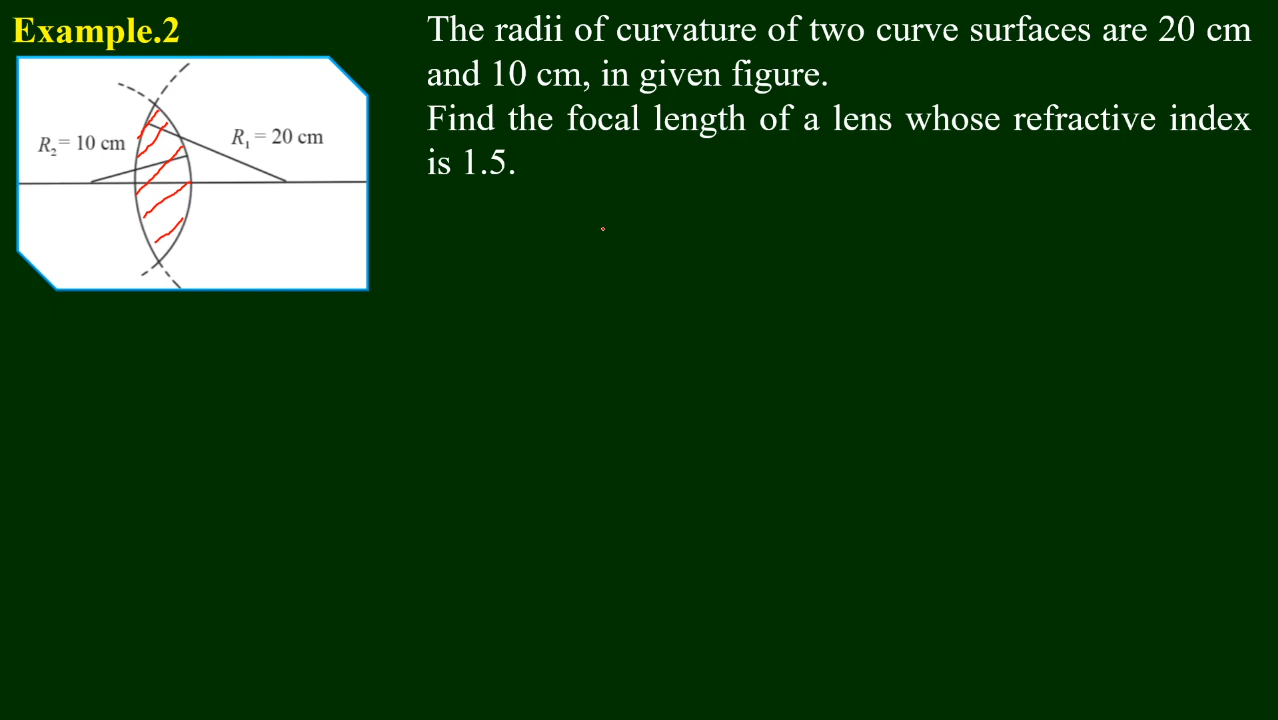 Example.2
The radii of curvature of two curve surfaces are 20 cm
and 10 cm, in given figure.
Find the focal length of a lens whose refractive index
is 1.5.
R₂ = 10 cm
R₁ = 20 cm